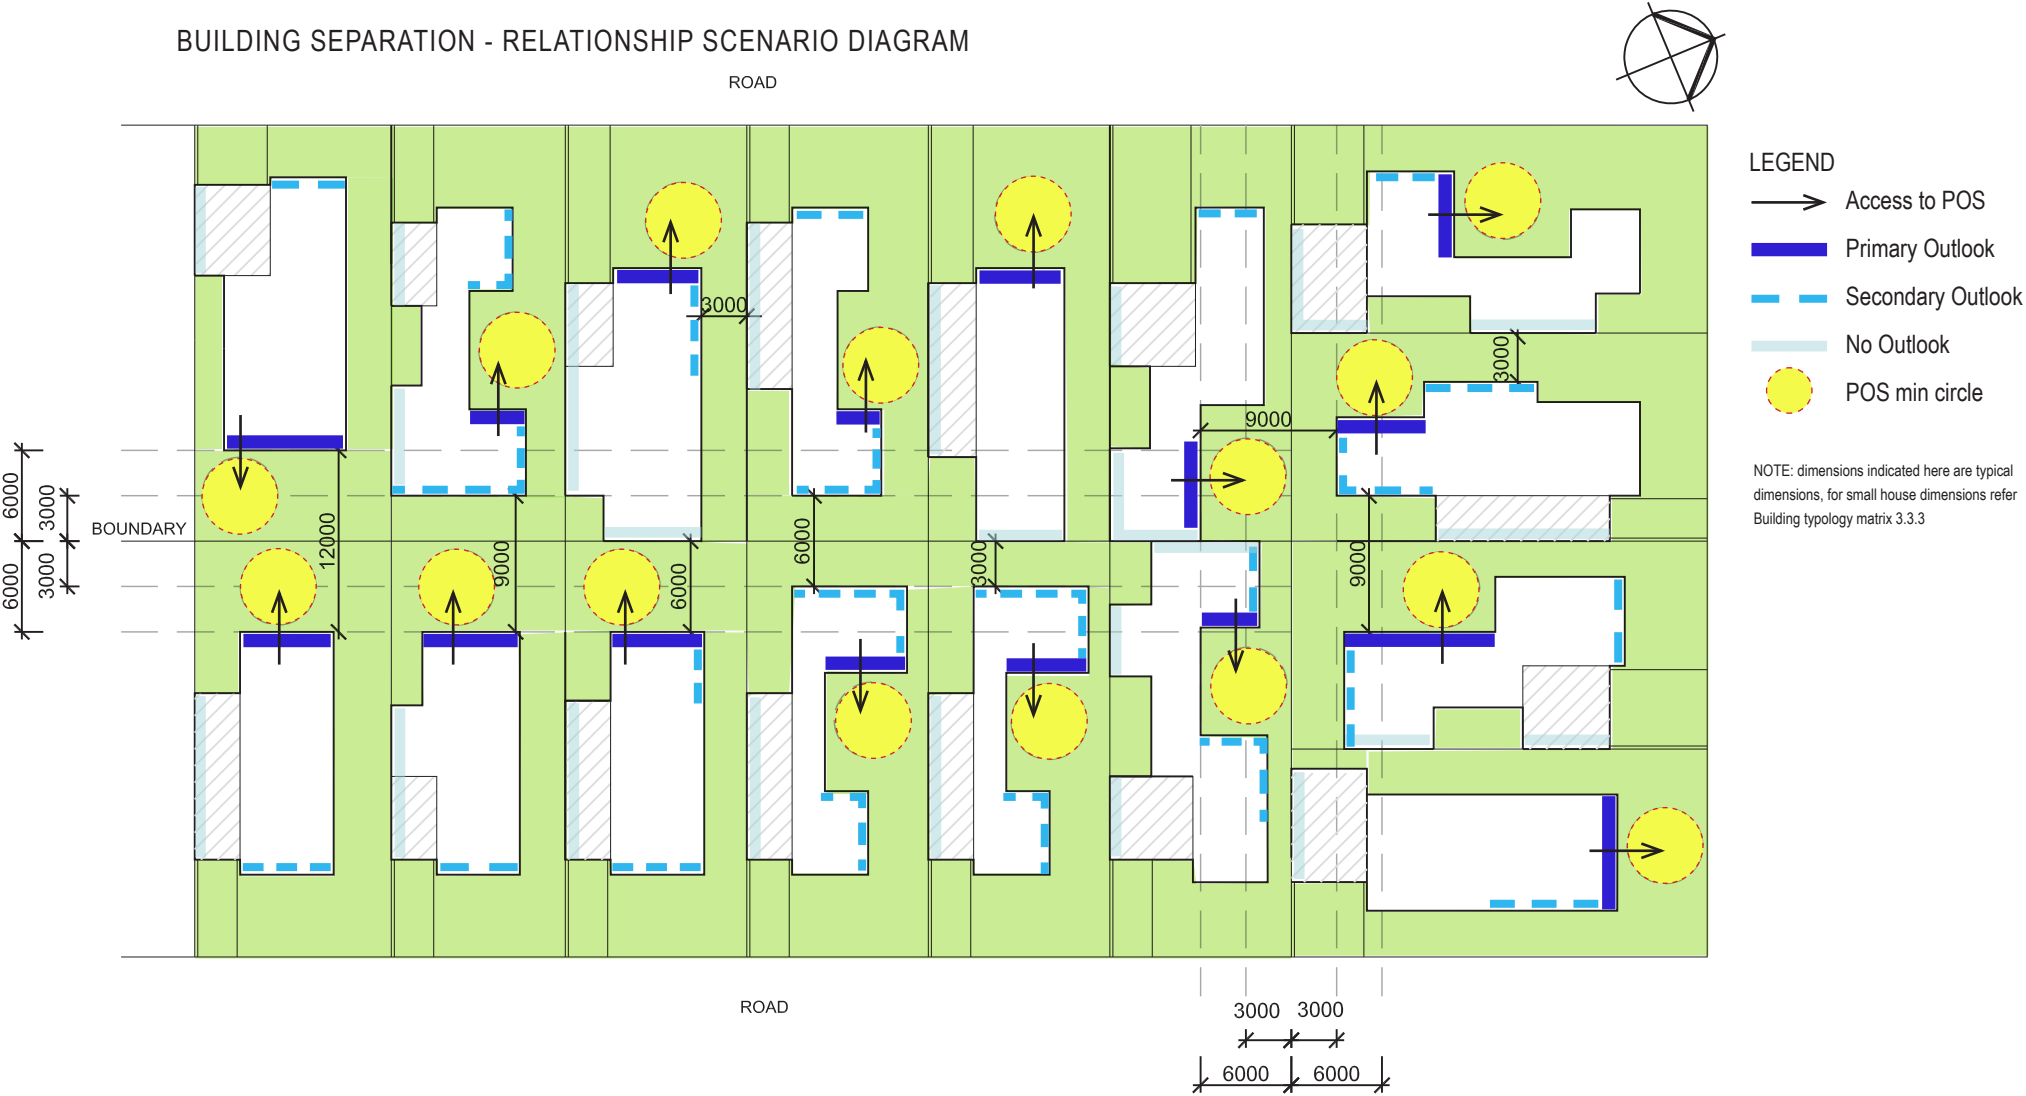 BUILDING SEPARATION - RELATIONSHIP SCENARIO DIAGRAM
ROAD
LEGEND
Access to POS
Primary Outlook
Secondary Outlook
No Outlook
POS min circle
NOTE: dimensions indicated here are typical
dimensions, for small house dimensions refer
Building typology matrix 3.3.3
3000
3000
9000
6000
3000
BOUNDARY
6000
3000
12000
9000
6000
6000
3000
9000
ROAD
3000 3000
6000 6000